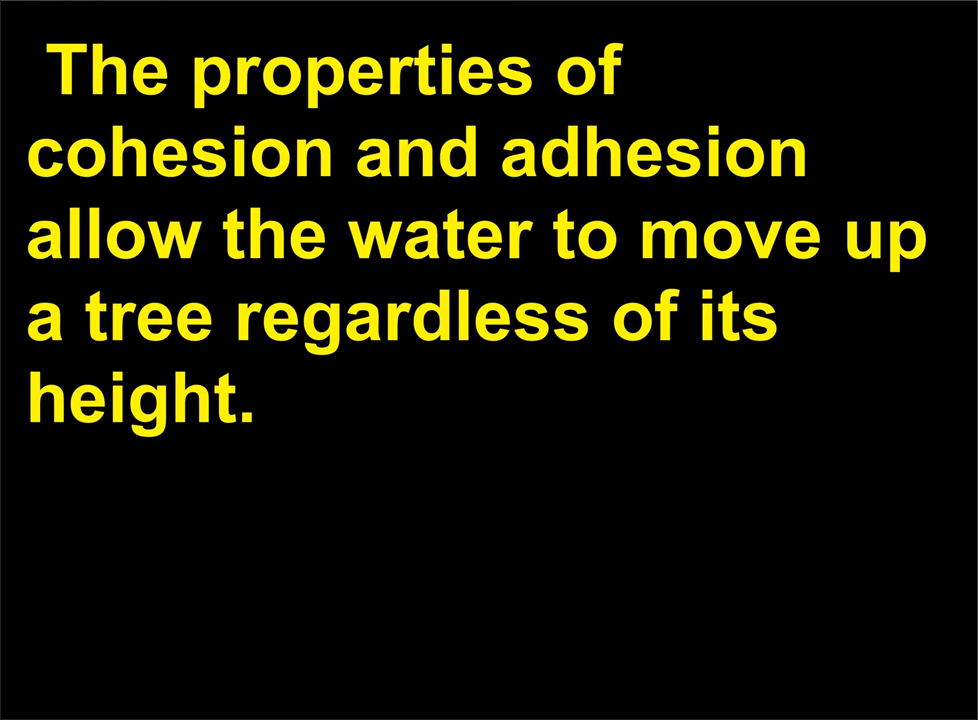 The properties of
cohesion and adhesion
allow the water to move up
a tree regardless of its
height.